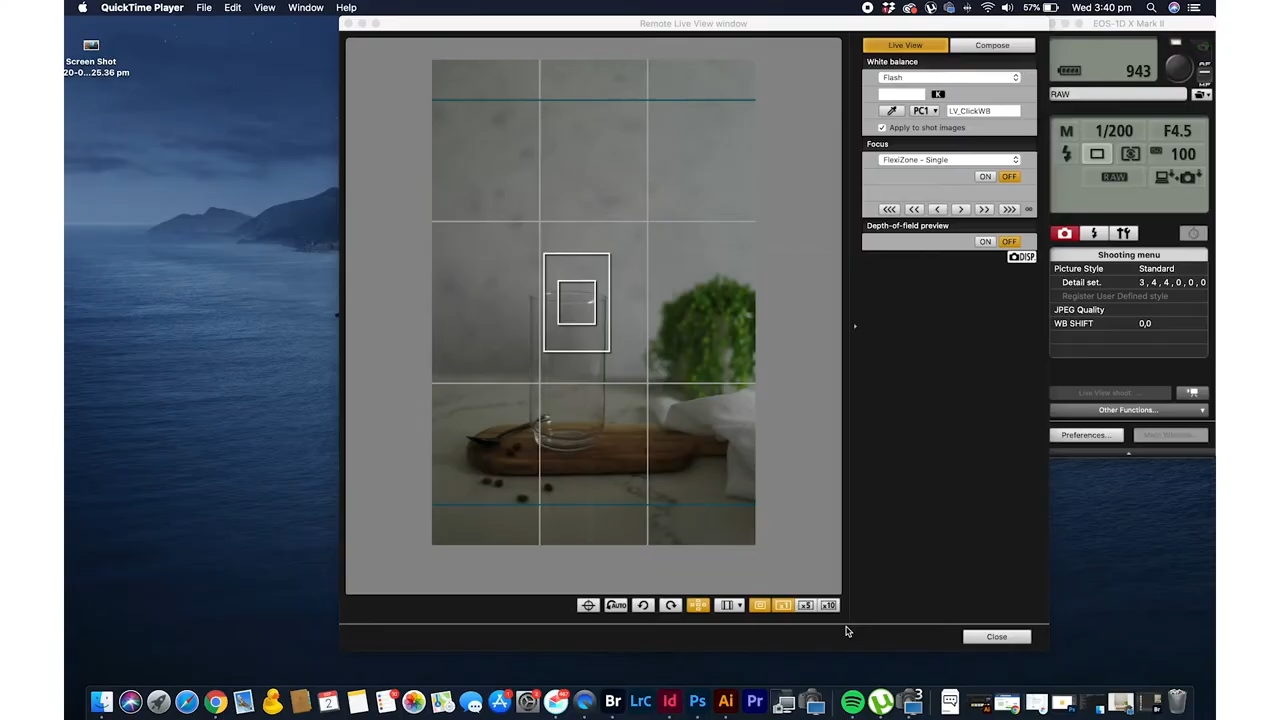 QuickTime Player File Edit View Window Help 57% Wed 3:40 pm
Screen Shot
20-0...25.36 pm
Remote Live View window
EOS-1D X Mark II
Live View Compose
White balance
Flash
K
PC1 LV_ClickWB
Apply to shot images
Focus
FlexiZone - Single
ON OFF
Depth-of-field preview
ON OFF
DISP.
943
RAW
M 1/200 F4.5
100
RAW
Shooting menu
Picture Style Standard
Detail set. 3 , 4 , 4 , 0 , 0 , 0
Register User Defined style
JPEG Quality
WB SHIFT 0,0
Live View shoot ...
Other Functions...
Preferences...
AUTO x1 x5 x10
Close
Br LrC Id Ps Ai Pr 3